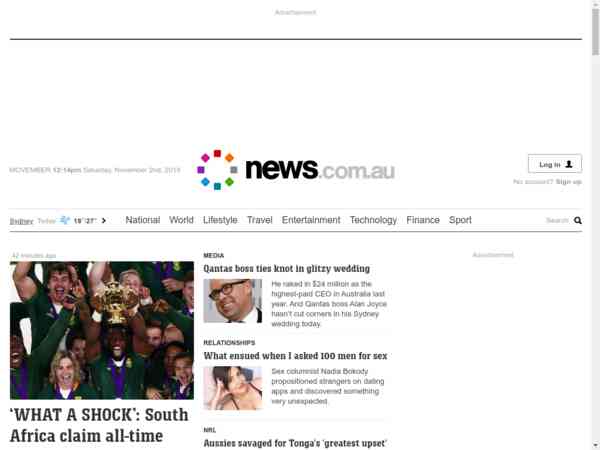 Advertisement
MOVEMBER 12:14pm Saturday, November 2nd, 2019
news.com.au
Log in
No account? Sign up
Sydney Today 18°/27°
National World Lifestyle Travel Entertainment Technology Finance Sport
Search
42 minutes ago
‘WHAT A SHOCK’: South
Africa claim all-time
MEDIA
Qantas boss ties knot in glitzy wedding
He raked in $24 million as the
highest-paid CEO in Australia last
year. And Qantas boss Alan Joyce
hasn’t cut corners in his Sydney
wedding today.
RELATIONSHIPS
What ensued when I asked 100 men for sex
Sex columnist Nadia Bokody
propositioned strangers on dating
apps and discovered something
very unexpected.
NRL
Aussies savaged for Tonga’s ‘greatest upset’
Advertisement